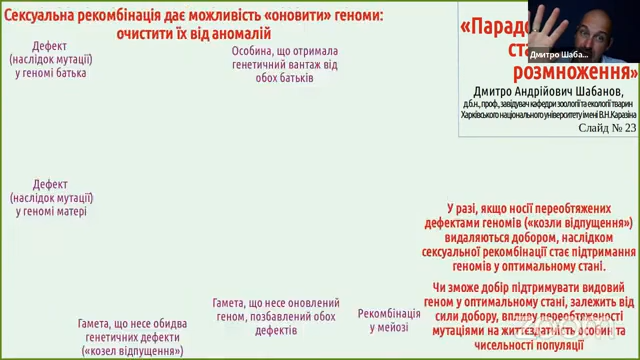 Сексуальна рекомбінація дає можливість «оновити» геноми:
очистити їх від аномалій
Дефект
(наслідок мутації)
у геномі батька
Особина, що отримала
генетичний вантаж від
обох батьків
розмноження»
Дмитро Шаба...
Дмитро Андрійович Шабанов,
д.б.н., проф., завідувач кафедри зоології та екології тварин
Харківського національного університету імені В.Н.Каразіна
Слайд № 23
Дефект
(наслідок мутації)
у геномі матері
У разі, якщо носії переобтяжених
дефектами геномів («козли відпущення»)
видаляються добором, наслідком
сексуальної рекомбінації стає підтримання
геномів у оптимальному стані.
Чи зможе добір підтримувати видовий
геном у оптимальному стані, залежить від
сили добору, впливу переобтяженості
мутаціями на життєздатність особин та
чисельності популяції
Гамета, що несе обидва
генетичних дефекти
(«козел відпущення»)
Гамета, що несе оновлений
геном, позбавлений обох
дефектів
Рекомбінація
у мейозі
zoom